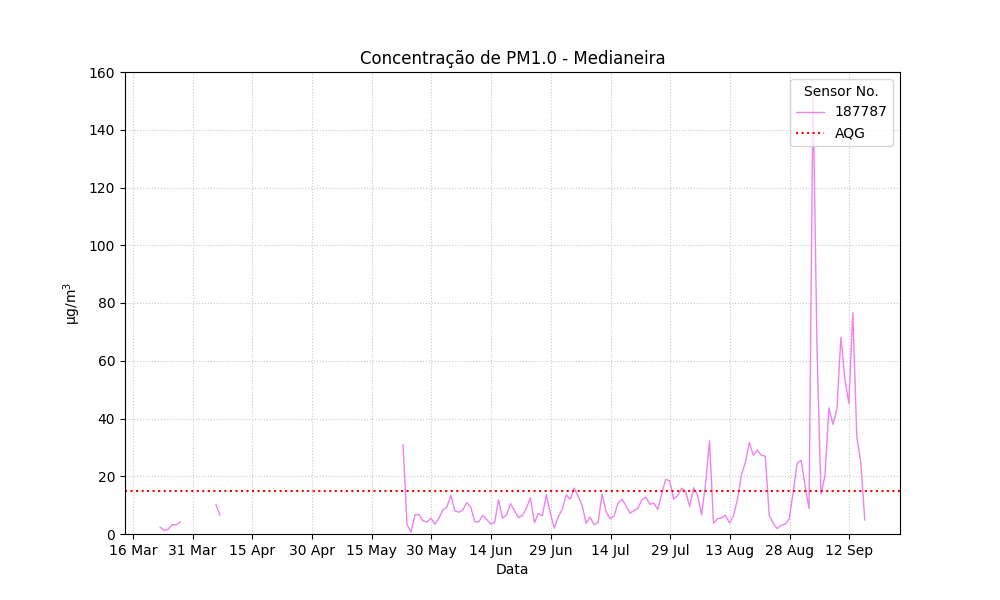 Concentração de PM1.0 - Medianeira
Sensor No.
187787
AQG
160
140
120
100
80
60
40
20
0
µg/m³
16 Mar
31 Mar
15 Apr
30 Apr
15 May
30 May
14 Jun
29 Jun
14 Jul
29 Jul
13 Aug
28 Aug
12 Sep
Data